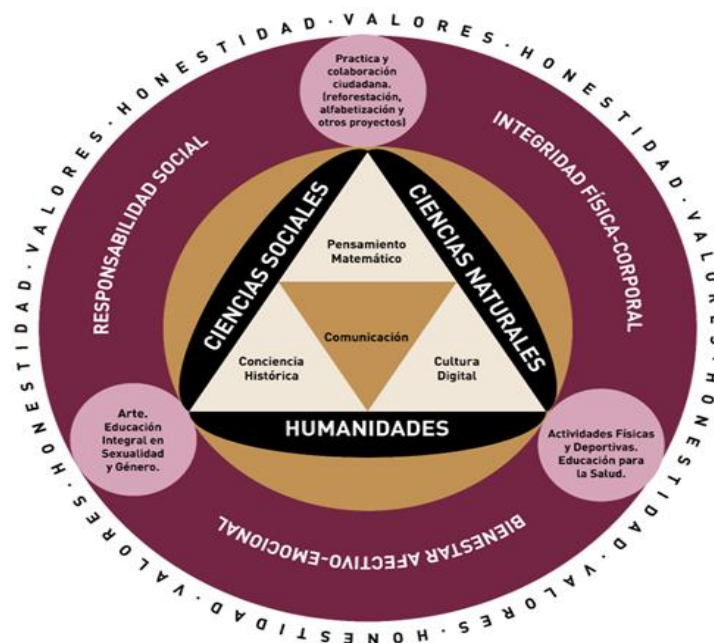 VALORES · HONESTIDAD · VALORES · HONESTIDAD · VALORES · HONESTIDAD · VALORES · HONESTIDAD · VALORES · HONESTIDAD · VALORES · HONESTIDAD ·
Practica y
colaboración
ciudadana.
(reforestación,
alfabetización y
otros proyectos)
RESPONSABILIDAD SOCIAL
INTEGRIDAD FÍSICA-CORPORAL
CIENCIAS SOCIALES
CIENCIAS NATURALES
Pensamiento
Matemático
Comunicación
Conciencia
Histórica
Cultura
Digital
HUMANIDADES
Arte.
Educación
Integral en
Sexualidad
y Género.
Actividades Físicas
y Deportivas.
Educación para
la Salud.
BIENESTAR AFECTIVO-EMOCIONAL